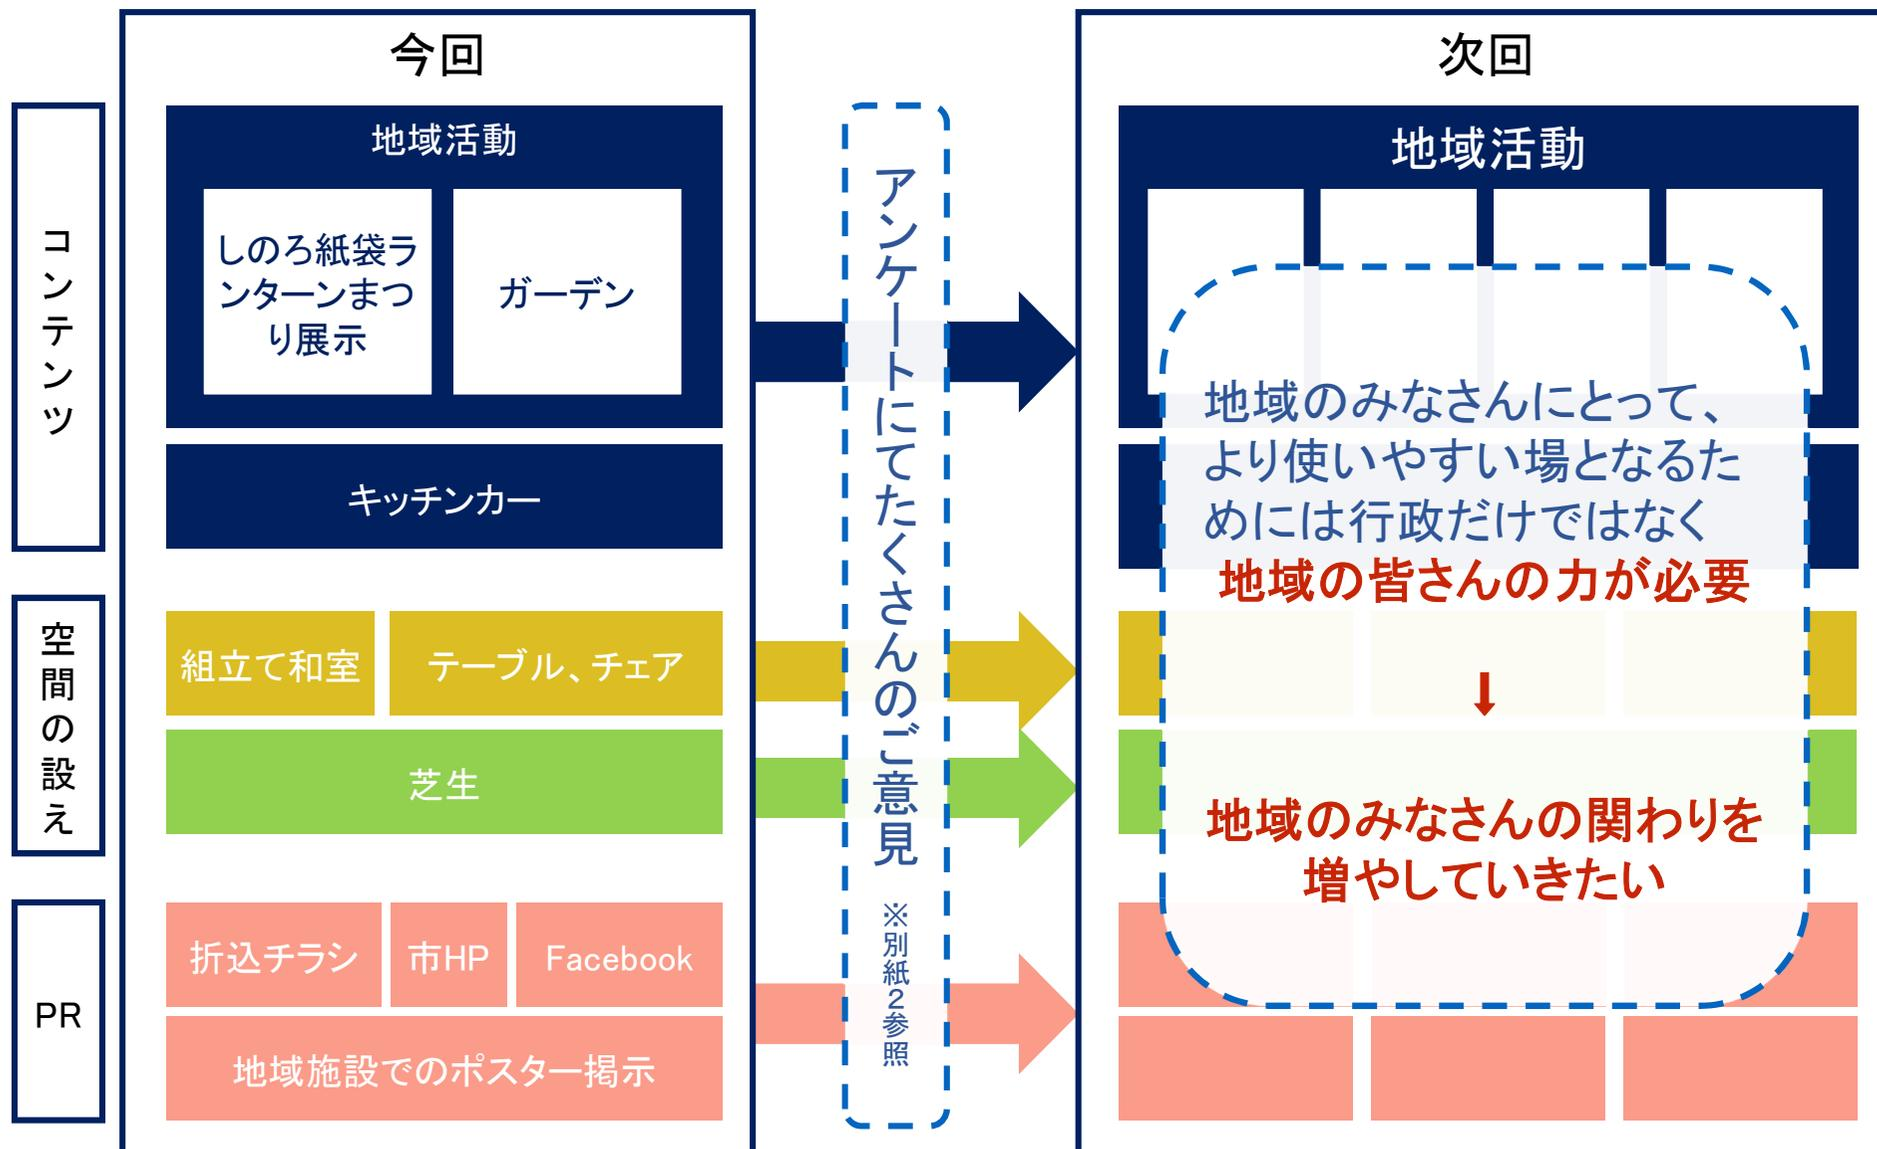 今回
次回
コンテンツ
地域活動
しのろ紙袋ラ
ンターンまつ
り展示
ガーデン
キッチンカー
空間の設え
組立て和室
テーブル、チェア
芝生
PR
折込チラシ
市HP
Facebook
地域施設でのポスター掲示
アンケートにてたくさんのご意見 ※別紙2参照
地域活動
地域のみなさんにとって、
より使いやすい場となるた
めには行政だけではなく
地域の皆さんの力が必要
地域のみなさんの関わりを
増やしていきたい